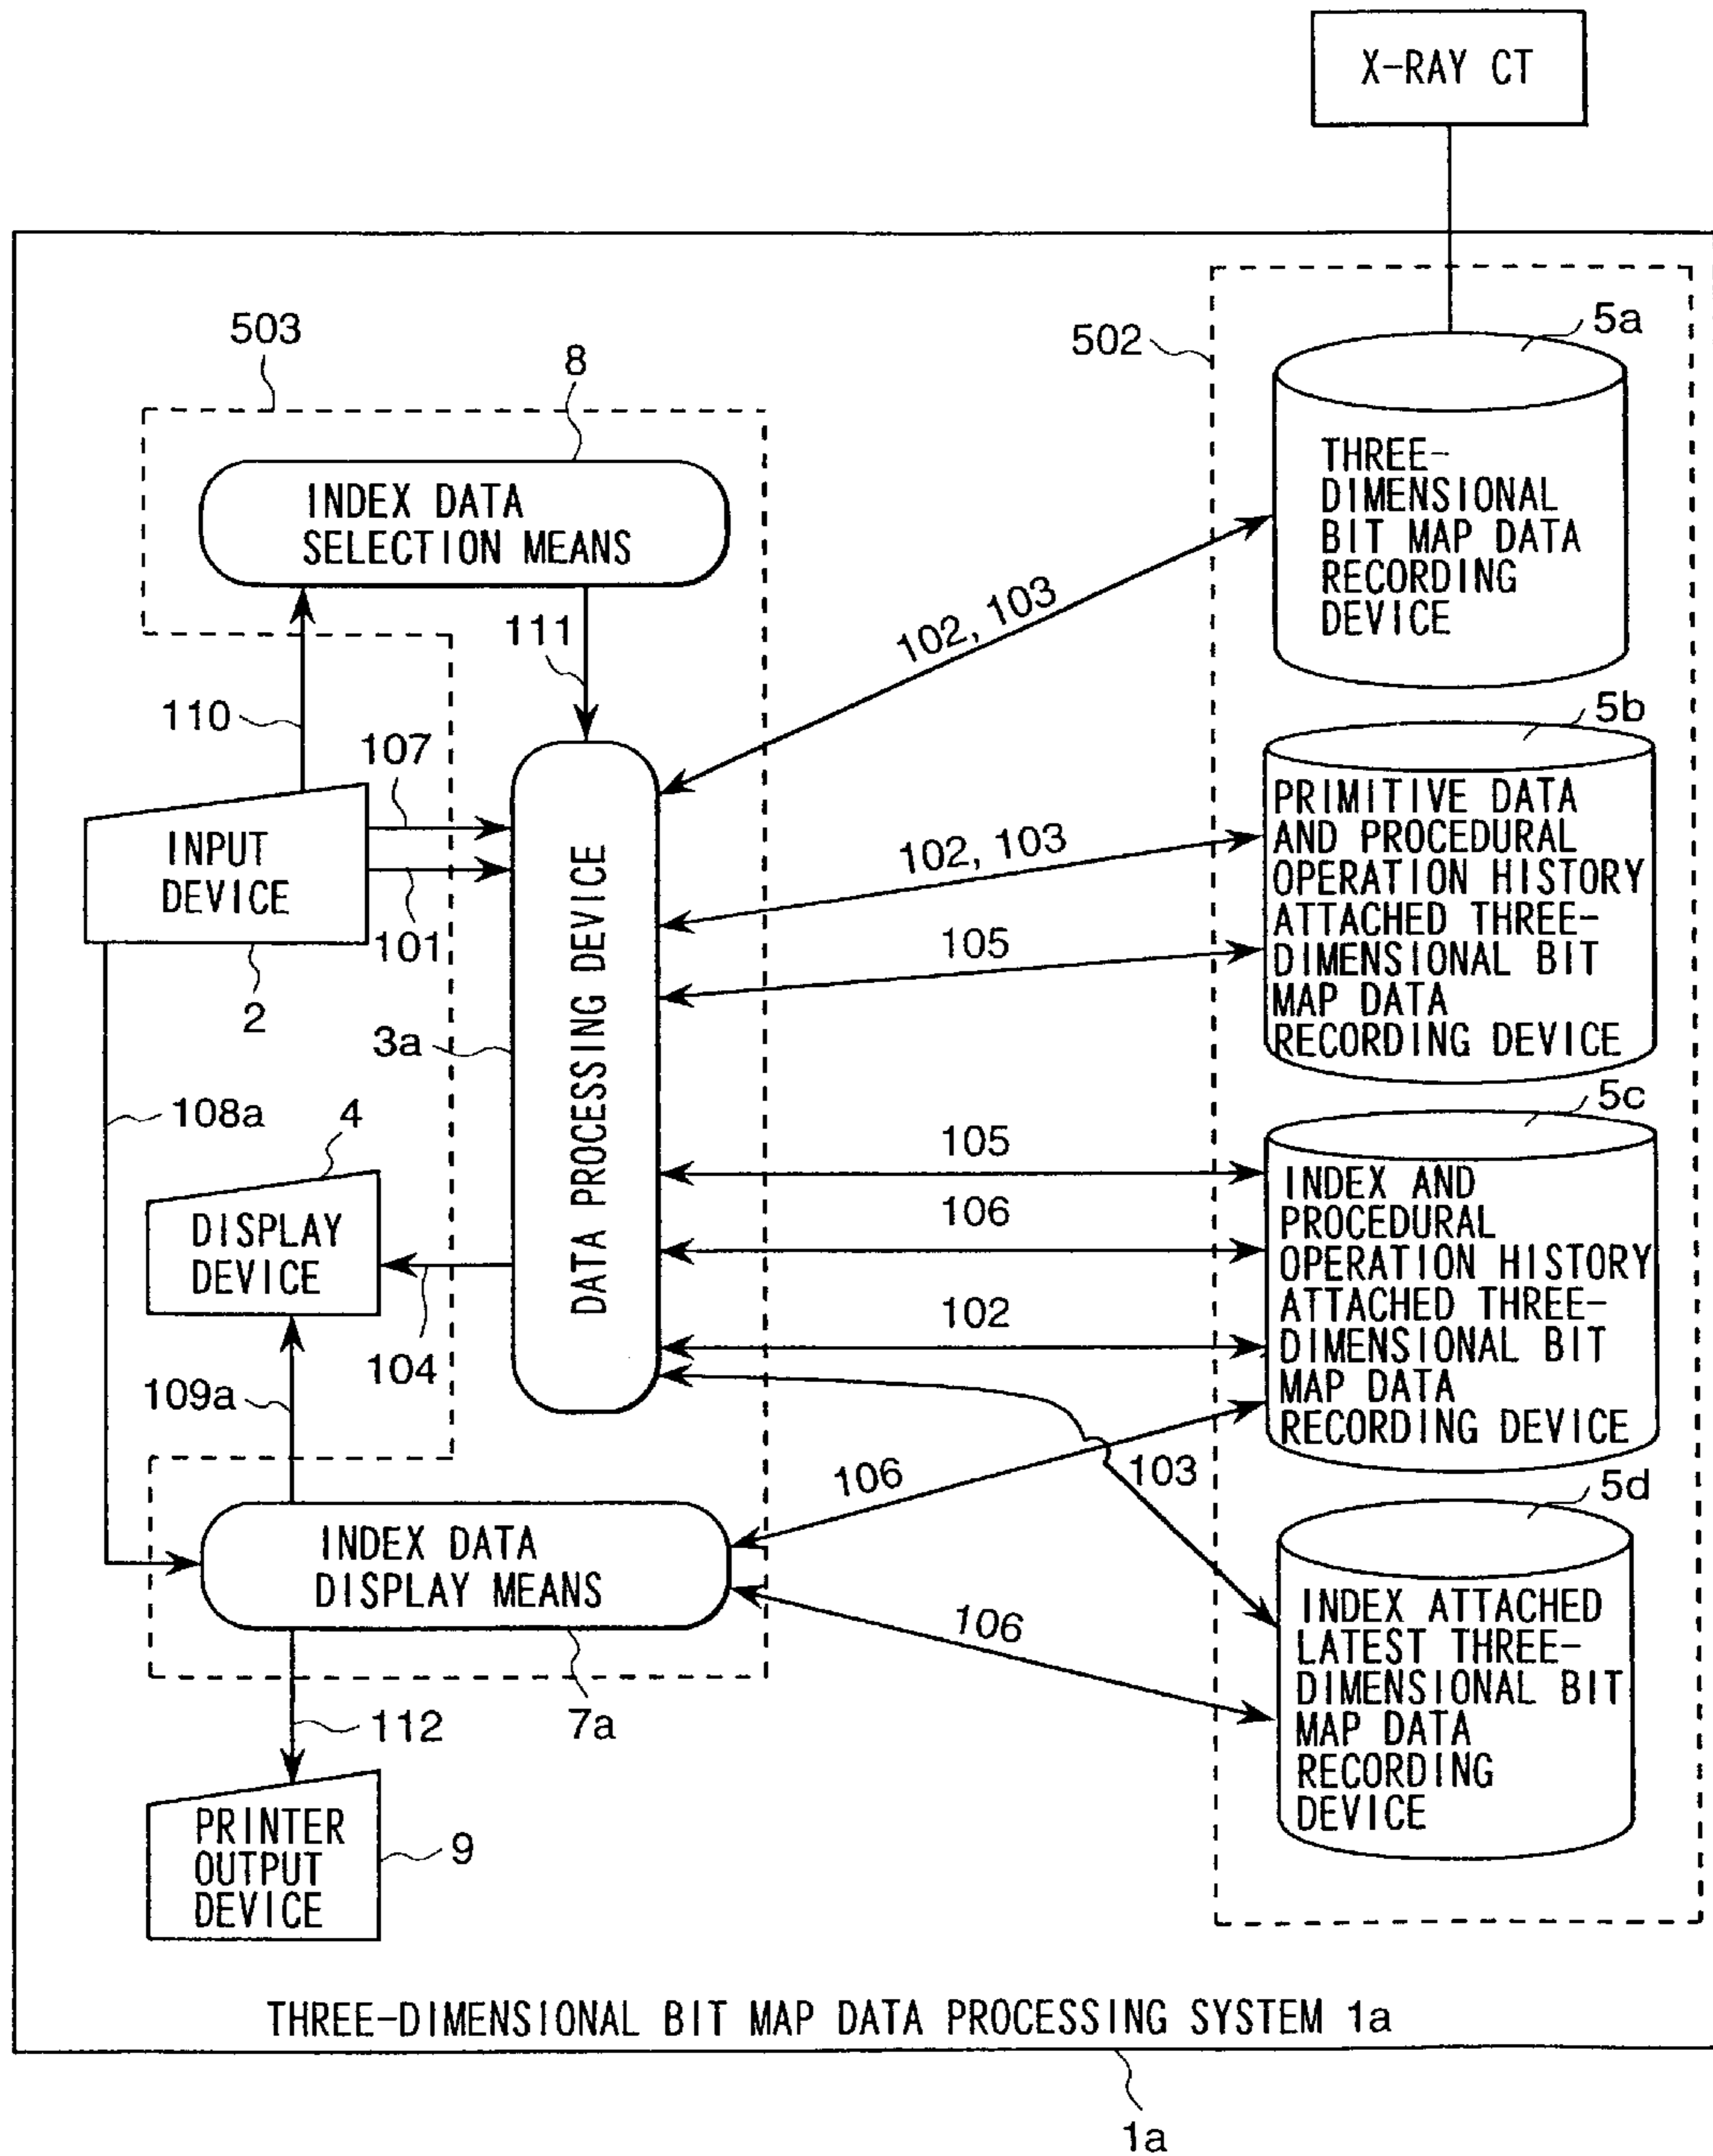 X-RAY CT
503
8
502
5a
INDEX DATA
SELECTION MEANS
THREE-
DIMENSIONAL
BIT MAP DATA
RECORDING
DEVICE
111
102, 103
110
107
5b
INPUT
DEVICE
101
2
DATA PROCESSING DEVICE
3a
102, 103
105
PRIMITIVE DATA
AND PROCEDURAL
OPERATION HISTORY
ATTACHED THREE-
DIMENSIONAL BIT
MAP DATA
RECORDING DEVICE
108a
4
105
5c
DISPLAY
DEVICE
106
102
104
109a
INDEX AND
PROCEDURAL
OPERATION HISTORY
ATTACHED THREE-
DIMENSIONAL BIT
MAP DATA
RECORDING DEVICE
106
103
5d
INDEX DATA
DISPLAY MEANS
106
INDEX ATTACHED
LATEST THREE-
DIMENSIONAL BIT
MAP DATA
RECORDING
DEVICE
112
7a
PRINTER
OUTPUT
DEVICE
9
THREE-DIMENSIONAL BIT MAP DATA PROCESSING SYSTEM 1a
1a